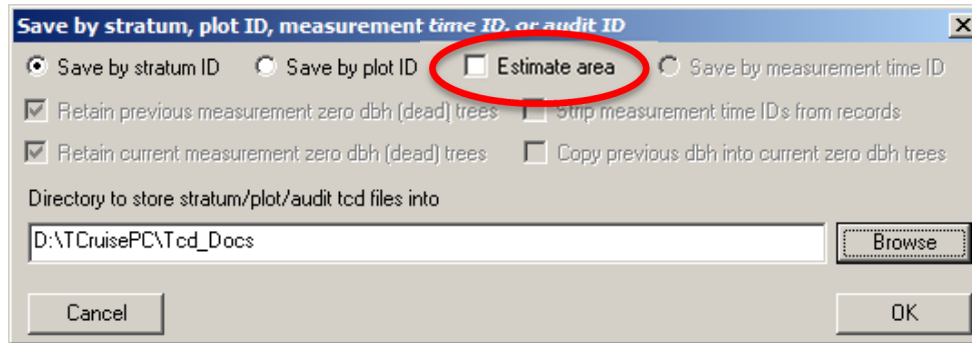 Save by stratum, plot ID, measurement time ID, or audit ID
Save by stratum ID Save by plot ID Estimate area Save by measurement time ID
Retain previous measurement zero dbh (dead) trees Strip measurement time IDs from records
Retain current measurement zero dbh (dead) trees Copy previous dbh into current zero dbh trees
Directory to store stratum/plot/audit tcd files into
D:\TCruisePC\Tcd_Docs Browse
Cancel OK